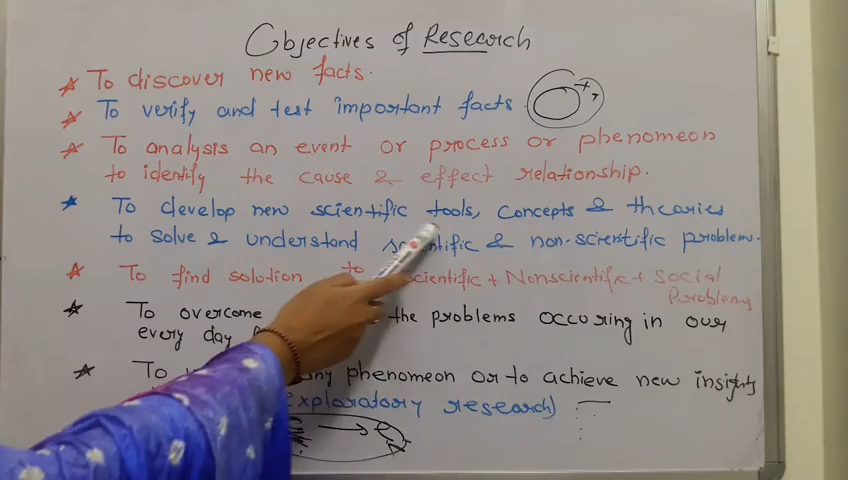 Objectives of Research
To discover new facts.
To verify and test important facts.
To analysis an event or process or phenomeon
to identify the cause & effect relationship.
To develop new scientific tools, concepts & thearies
to solve & understand scientific & non-scientific problems.
To find solution to scientific + Nonscientific + Social
Problems
To overcome the problems occuring in our
every day
To any phenomeon or to achieve new insights
Exploratory research)